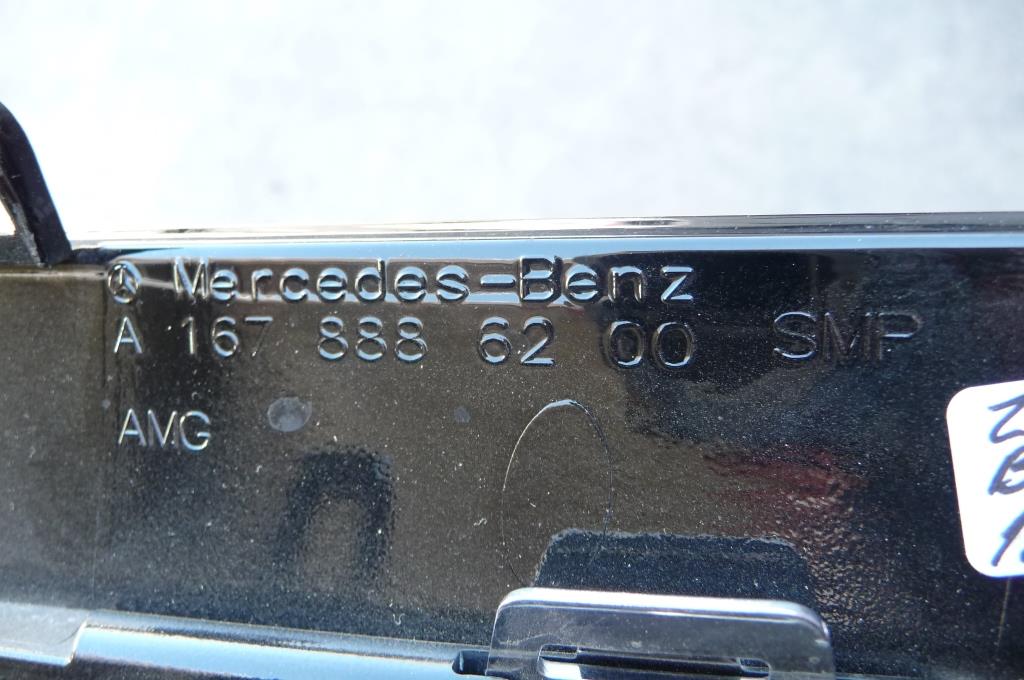 Mercedes-Benz
A 167 888 62 00 SMP
AMG